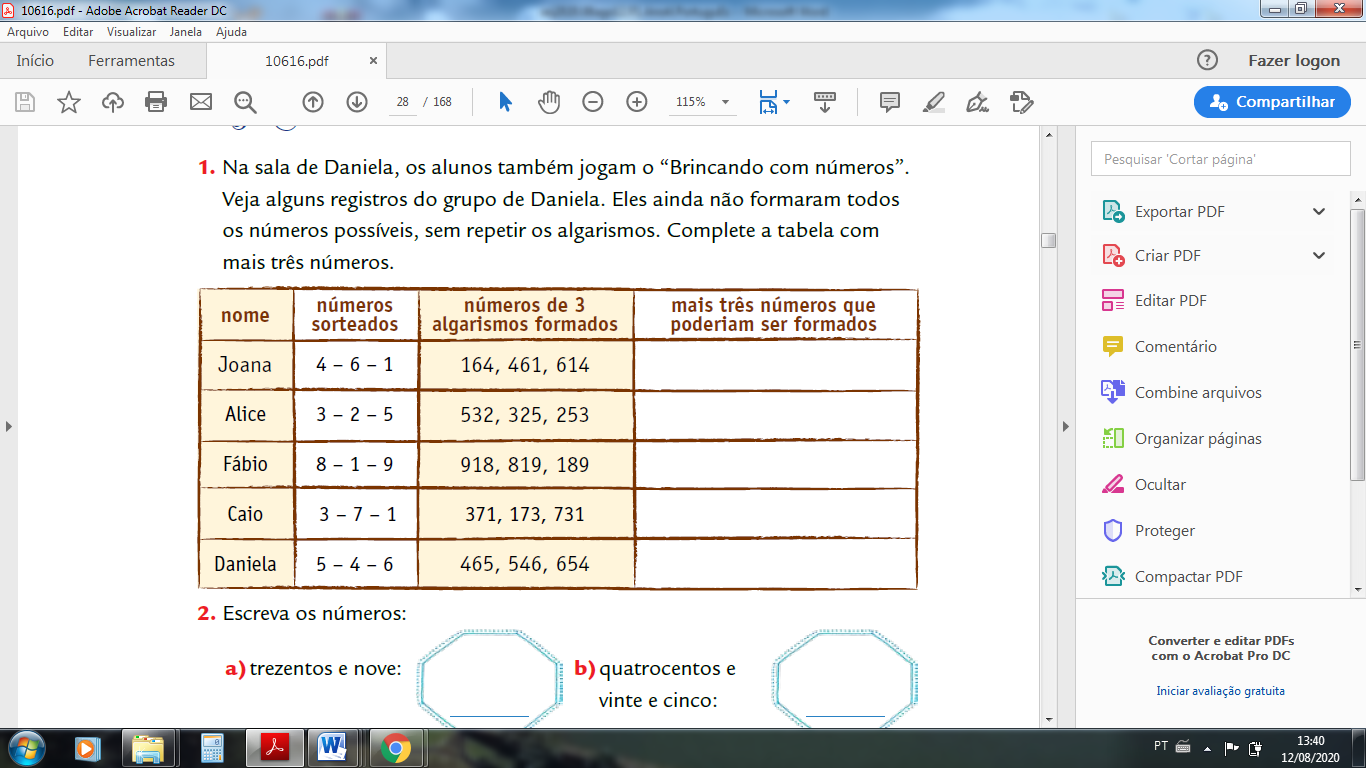 10616.pdf - Adobe Acrobat Reader DC
Arquivo Editar Visualizar Janela Ajuda
Início Ferramentas 10616.pdf × Fazer logon
28 / 168 115% Compartilhar
1. Na sala de Daniela, os alunos também jogam o “Brincando com números”.
Veja alguns registros do grupo de Daniela. Eles ainda não formaram todos
os números possíveis, sem repetir os algarismos. Complete a tabela com
mais três números.
nome números sorteados números de 3 algarismos formados mais três números que poderiam ser formados
Joana 4 – 6 – 1 164, 461, 614
Alice 3 – 2 – 5 532, 325, 253
Fábio 8 – 1 – 9 918, 819, 189
Caio 3 – 7 – 1 371, 173, 731
Daniela 5 – 4 – 6 465, 546, 654
2. Escreva os números:
a) trezentos e nove:
b) quatrocentos e
vinte e cinco:
Pesquisar 'Cortar página'
Exportar PDF
Criar PDF
Editar PDF
Comentário
Combine arquivos
Organizar páginas
Ocultar
Proteger
Compactar PDF
Converter e editar PDFs
com o Acrobat Pro DC
Iniciar avaliação gratuita
PT 13:40
12/08/2020